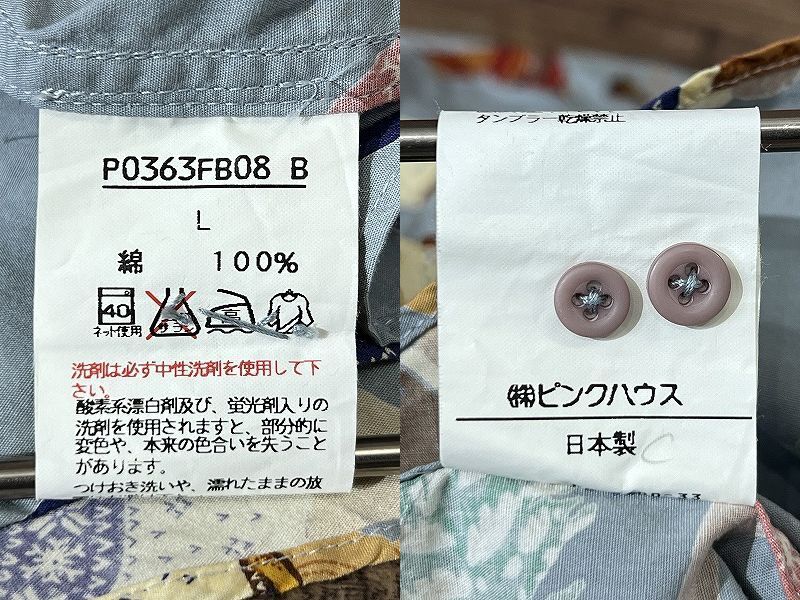 P0363FB08 B
L
綿 100%
40
ネット使用
高
洗剤は必ず中性洗剤を使用して下
さい。
酸素系漂白剤及び、蛍光剤入りの
洗剤を使用されますと、部分的に
変色や、本来の色合いを失うこと
があります。
つけおき洗いや、濡れたままの放
タンブラー乾燥禁止
㈱ピンクハウス
日本製 C